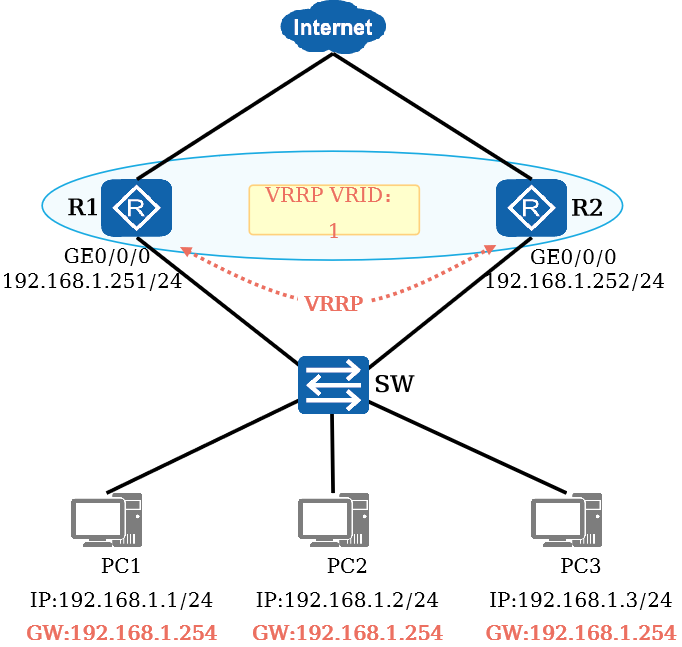 Internet
R1
VRRP VRID：
1
R2
GE0/0/0
192.168.1.251/24
GE0/0/0
192.168.1.252/24
VRRP
SW
PC1
PC2
PC3
IP:192.168.1.1/24
IP:192.168.1.2/24
IP:192.168.1.3/24
GW:192.168.1.254
GW:192.168.1.254
GW:192.168.1.254